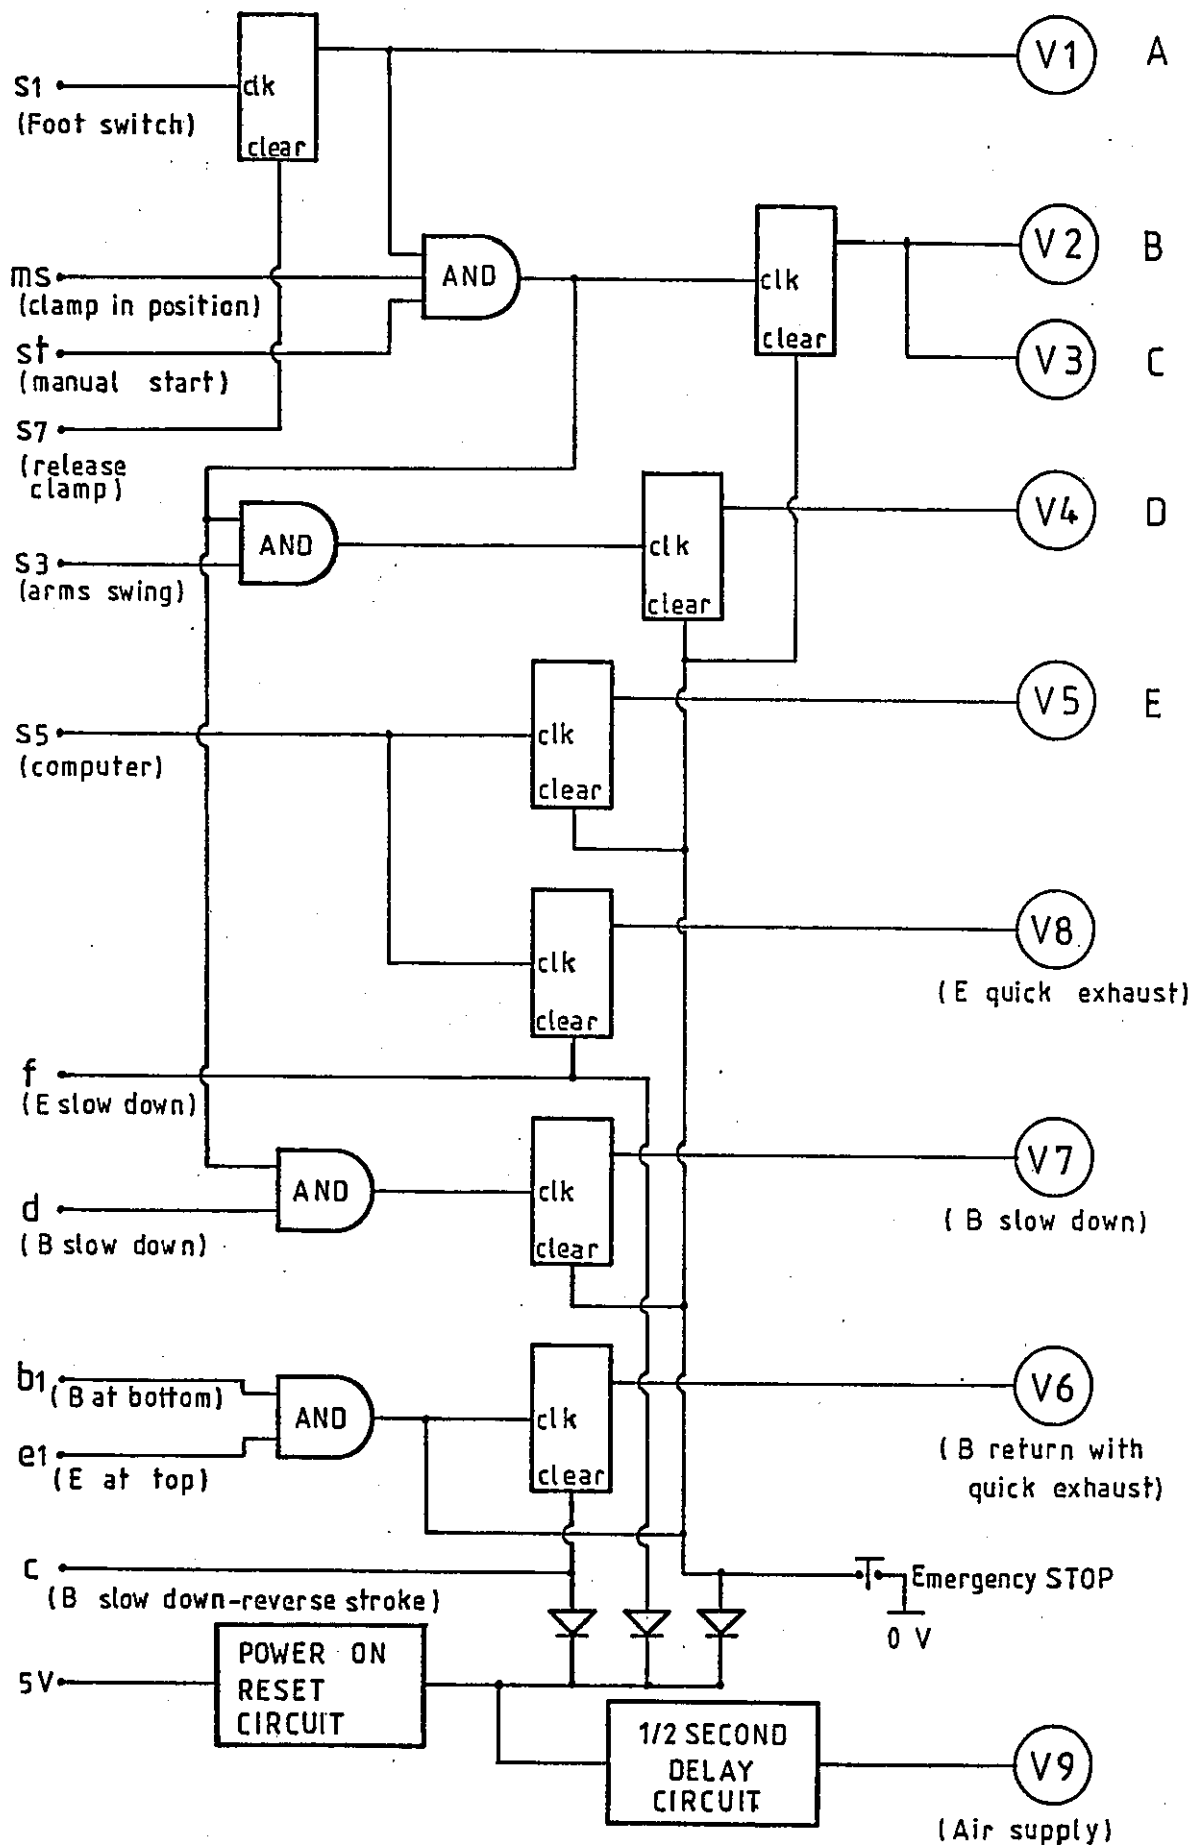 V1 A
S1
clk
(Foot switch)
clear
V2 B
ms
AND
clk
(clamp in position)
clear
st
V3 C
(manual start)
S7
(release
clamp)
V4 D
AND
clk
S3
(arms swing)
clear
V5 E
S5
clk
(computer)
clear
V8
clk
(E quick exhaust)
clear
f
(E slow down)
V7
AND
clk
d
(B slow down)
(B slow down)
clear
b1
V6
(B at bottom)
AND
clk
e1
(B return with
quick exhaust)
(E at top)
clear
c
Emergency STOP
(B slow down-reverse stroke)
0 V
POWER ON
RESET
CIRCUIT
5V
1/2 SECOND
DELAY
CIRCUIT
V9
(Air supply)